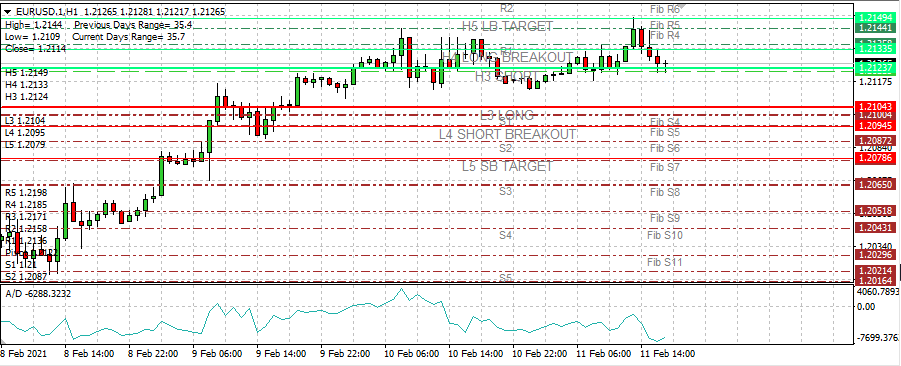 EURUSD.1,H1 1.21265 1.21281 1.21217 1.21265
High= 1.2144 Previous Days Range= 35.4
Low= 1.2109 Current Days Range= 35.7
Close= 1.2114
R2
Fib R6
H5 LB TARGET
Fib R5
Fib R4
R1
LONG BREAKOUT
H3 SHORT
H5 1.2149
H4 1.2133
H3 1.2124
L3 LONG
L3 1.2104
S1
Fib S4
L4 1.2095
L4 SHORT BREAKOUT
Fib S5
L5 1.2079
S2
Fib S6
L5 SB TARGET
Fib S7
R5 1.2198
S3
Fib S8
R4 1.2185
R3 1.2171
Fib S9
R2 1.2158
S4
Fib S10
R1 1.2136
Fib S11
S1 1.21
S2 1.2087
S5
1.21494
1.21441
1.21335
1.21237
1.21175
1.21043
1.21004
1.20945
1.20872
1.20840
1.20786
1.20650
1.20518
1.20431
1.20340
1.20296
1.20214
1.20164
A/D -6288.3232
4060.7893
0.00
-7699.376
8 Feb 2021
8 Feb 14:00
8 Feb 22:00
9 Feb 06:00
9 Feb 14:00
9 Feb 22:00
10 Feb 06:00
10 Feb 14:00
10 Feb 22:00
11 Feb 06:00
11 Feb 14:00